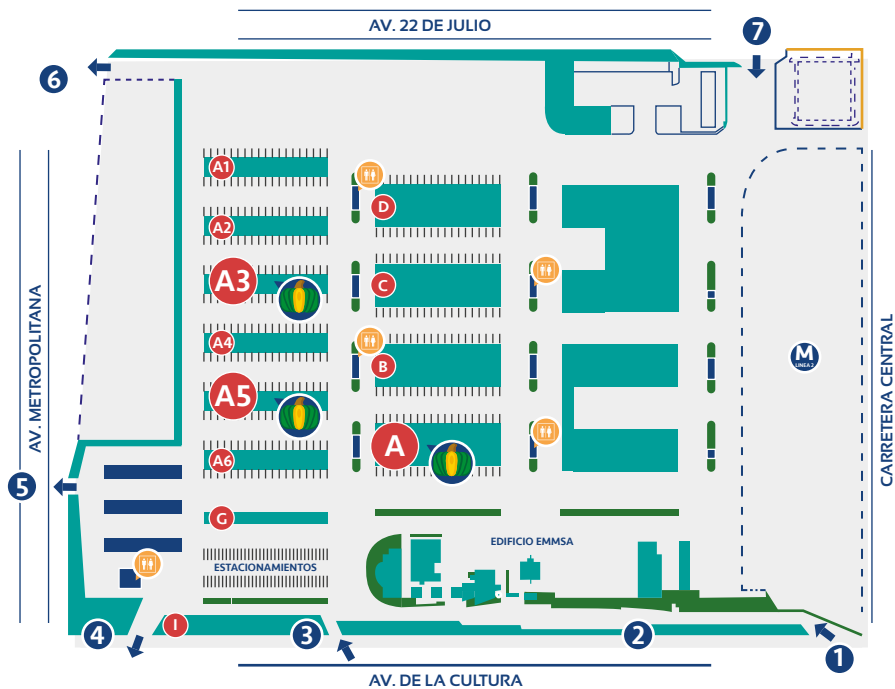 AV. 22 DE JULIO
7
6
A1
A2
D
A3
C
A4
B
M
LINEA 2
AV. METROPOLITANA
CARRETERA CENTRAL
A5
A
A6
5
G
EDIFICIO EMMSA
ESTACIONAMIENTOS
I
4
3
2
1
AV. DE LA CULTURA